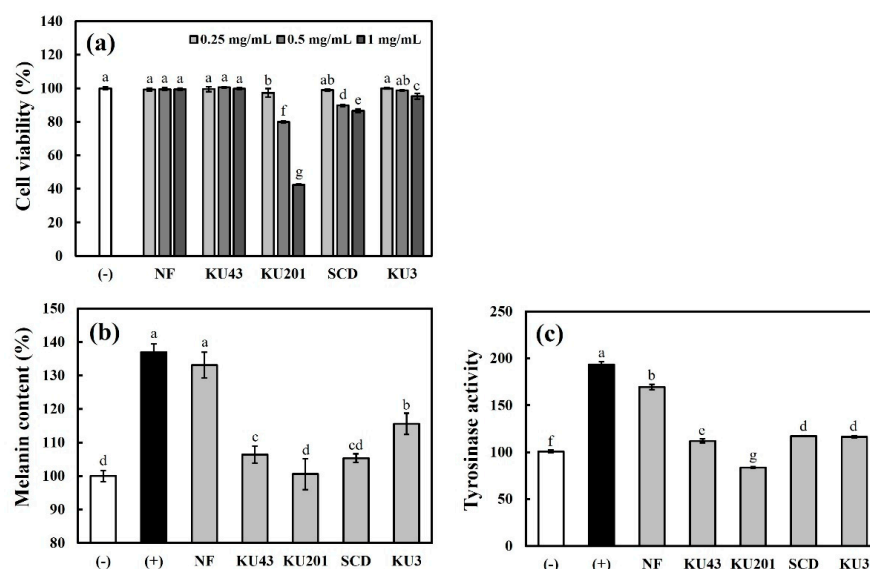 140
(a)
0.25 mg/mL 0.5 mg/mL 1 mg/mL
120
a a a a a a a b ab a ab c
100
d e
80
f
60
g
40
20
0
Cell viability (%)
(-) NF KU43 KU201 SCD KU3
150
(b)
140
a a
130
120
b
110
c cd
d d
100
90
80
Melanin content (%)
(-) (+) NF KU43 KU201 SCD KU3
250
(c)
200
a
b
150
e d d
f
100
g
50
0
Tyrosinase activity
(-) (+) NF KU43 KU201 SCD KU3